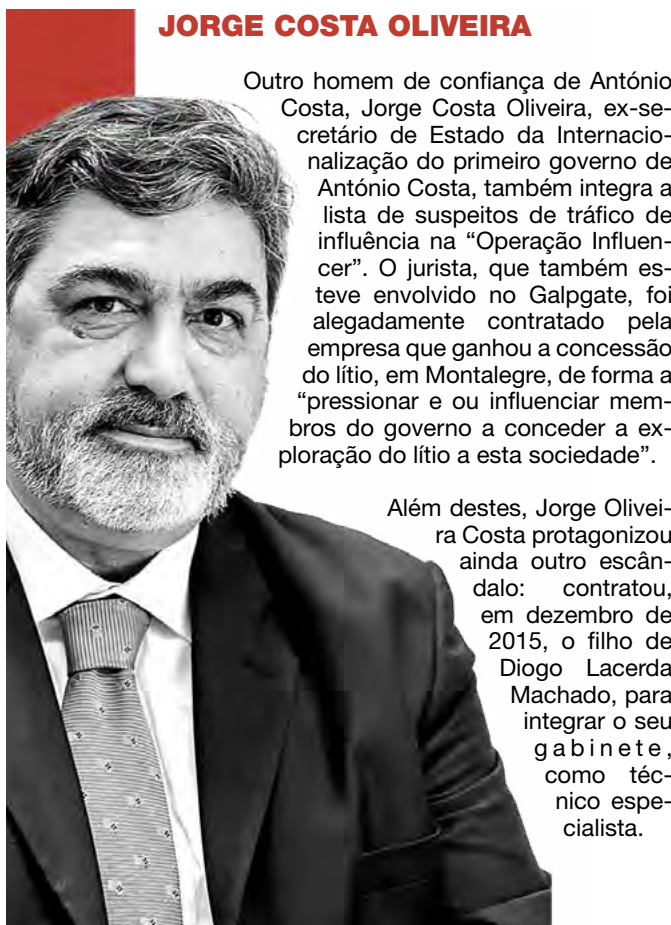 JORGE COSTA OLIVEIRA
Outro homem de confiança de António
Costa, Jorge Costa Oliveira, ex-se-
cretário de Estado da Internacio-
nalização do primeiro governo de
António Costa, também integra a
lista de suspeitos de tráfico de
influência na “Operação Influen-
cer”. O jurista, que também es-
teve envolvido no Galpgate, foi
alegadamente contratado pela
empresa que ganhou a concessão
do lítio, em Montalegre, de forma a
“pressionar e ou influenciar mem-
bros do governo a conceder a ex-
ploração do lítio a esta sociedade”.
Além destes, Jorge Olivei-
ra Costa protagonizou
ainda outro escân-
dalo: contratou,
em dezembro de
2015, o filho de
Diogo Lacerda
Machado, para
integrar o seu
gabinete,
como téc-
nico espe-
cialista.